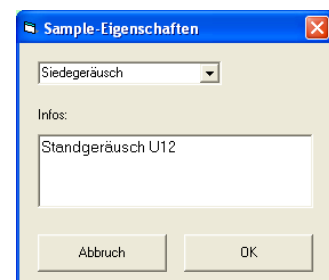 Sample-Eigenschaften
Siedegeräusch
Infos:
Standgeräusch U12
Abbruch OK